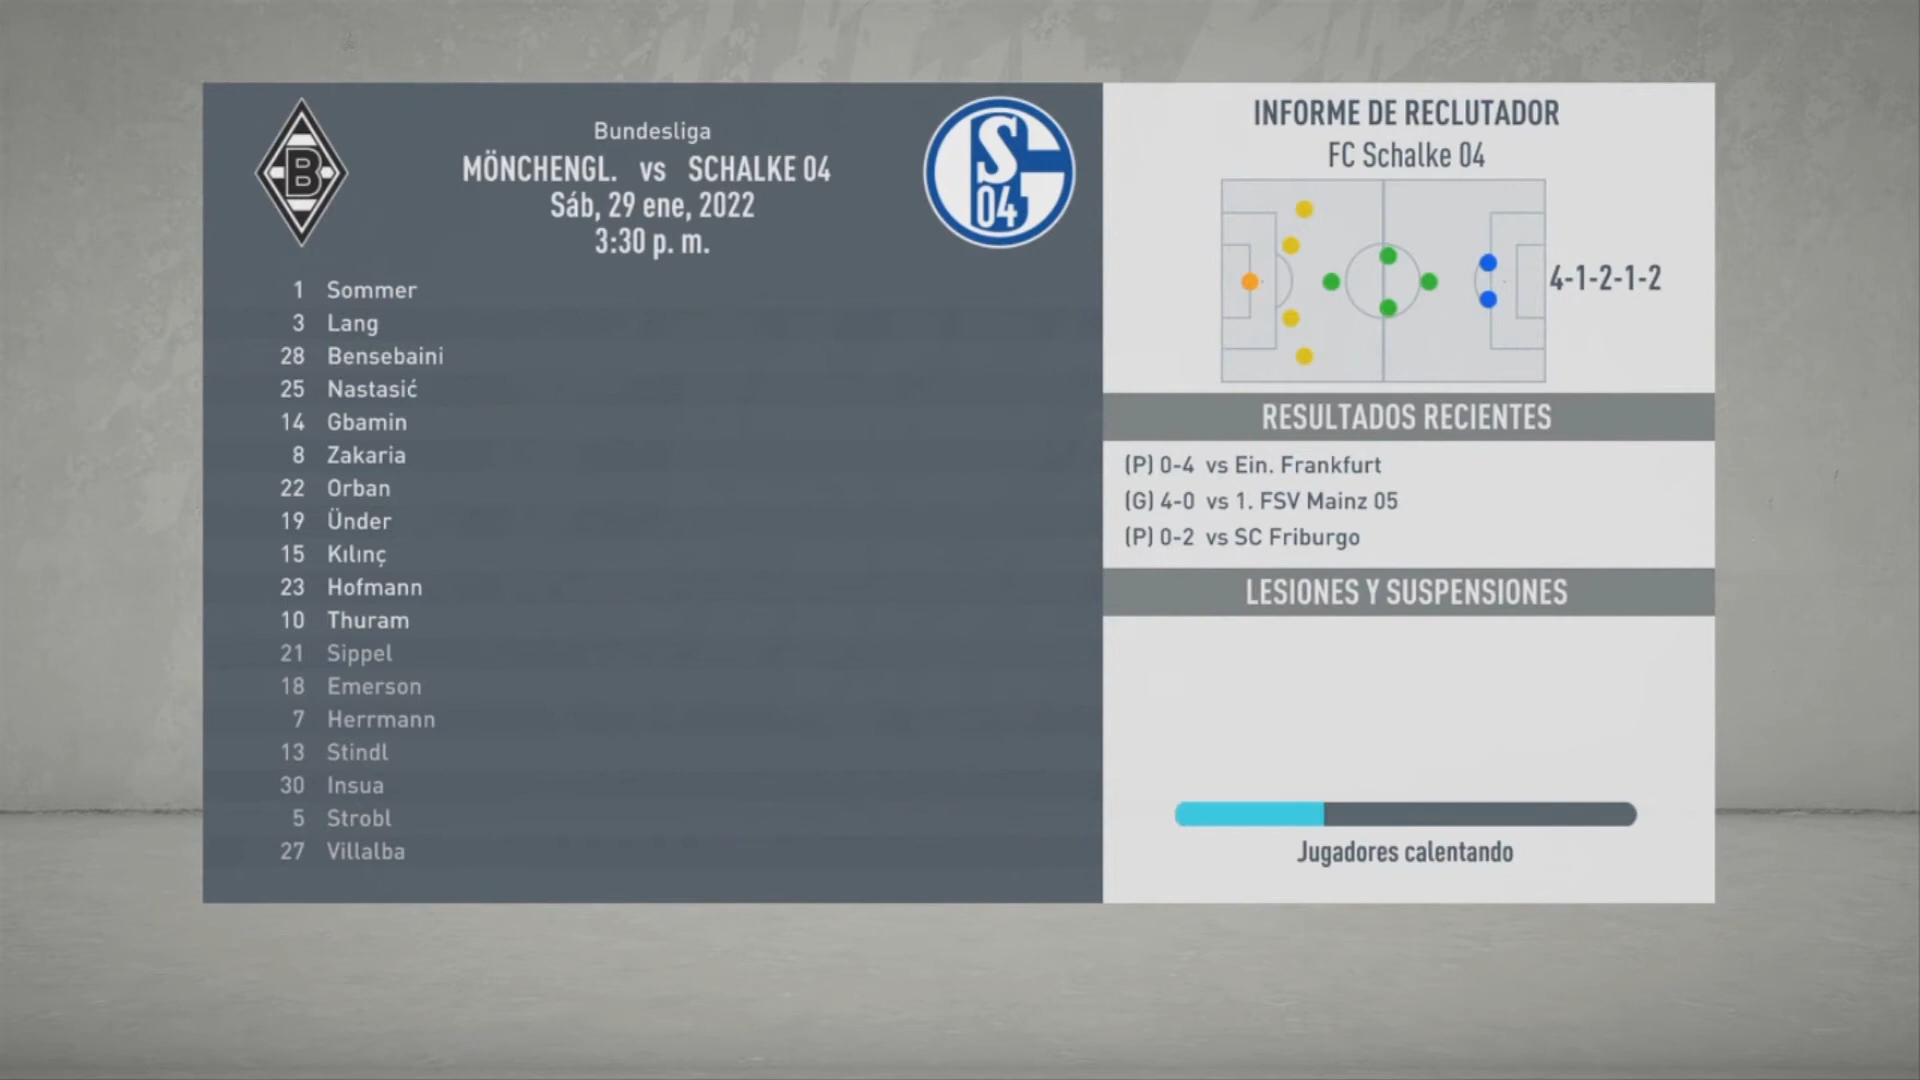 Bundesliga
MÖNCHENGL. vs SCHALKE 04
Sáb, 29 ene, 2022
3:30 p. m.
B
S
04
1 Sommer
3 Lang
28 Bensebaini
25 Nastasić
14 Gbamin
8 Zakaria
22 Orban
19 Ünder
15 Kılınç
23 Hofmann
10 Thuram
21 Sippel
18 Emerson
7 Herrmann
13 Stindl
30 Insua
5 Strobl
27 Villalba
INFORME DE RECLUTADOR
FC Schalke 04
4-1-2-1-2
RESULTADOS RECIENTES
(P) 0-4 vs Ein. Frankfurt
(G) 4-0 vs 1. FSV Mainz 05
(P) 0-2 vs SC Friburgo
LESIONES Y SUSPENSIONES
Jugadores calentando